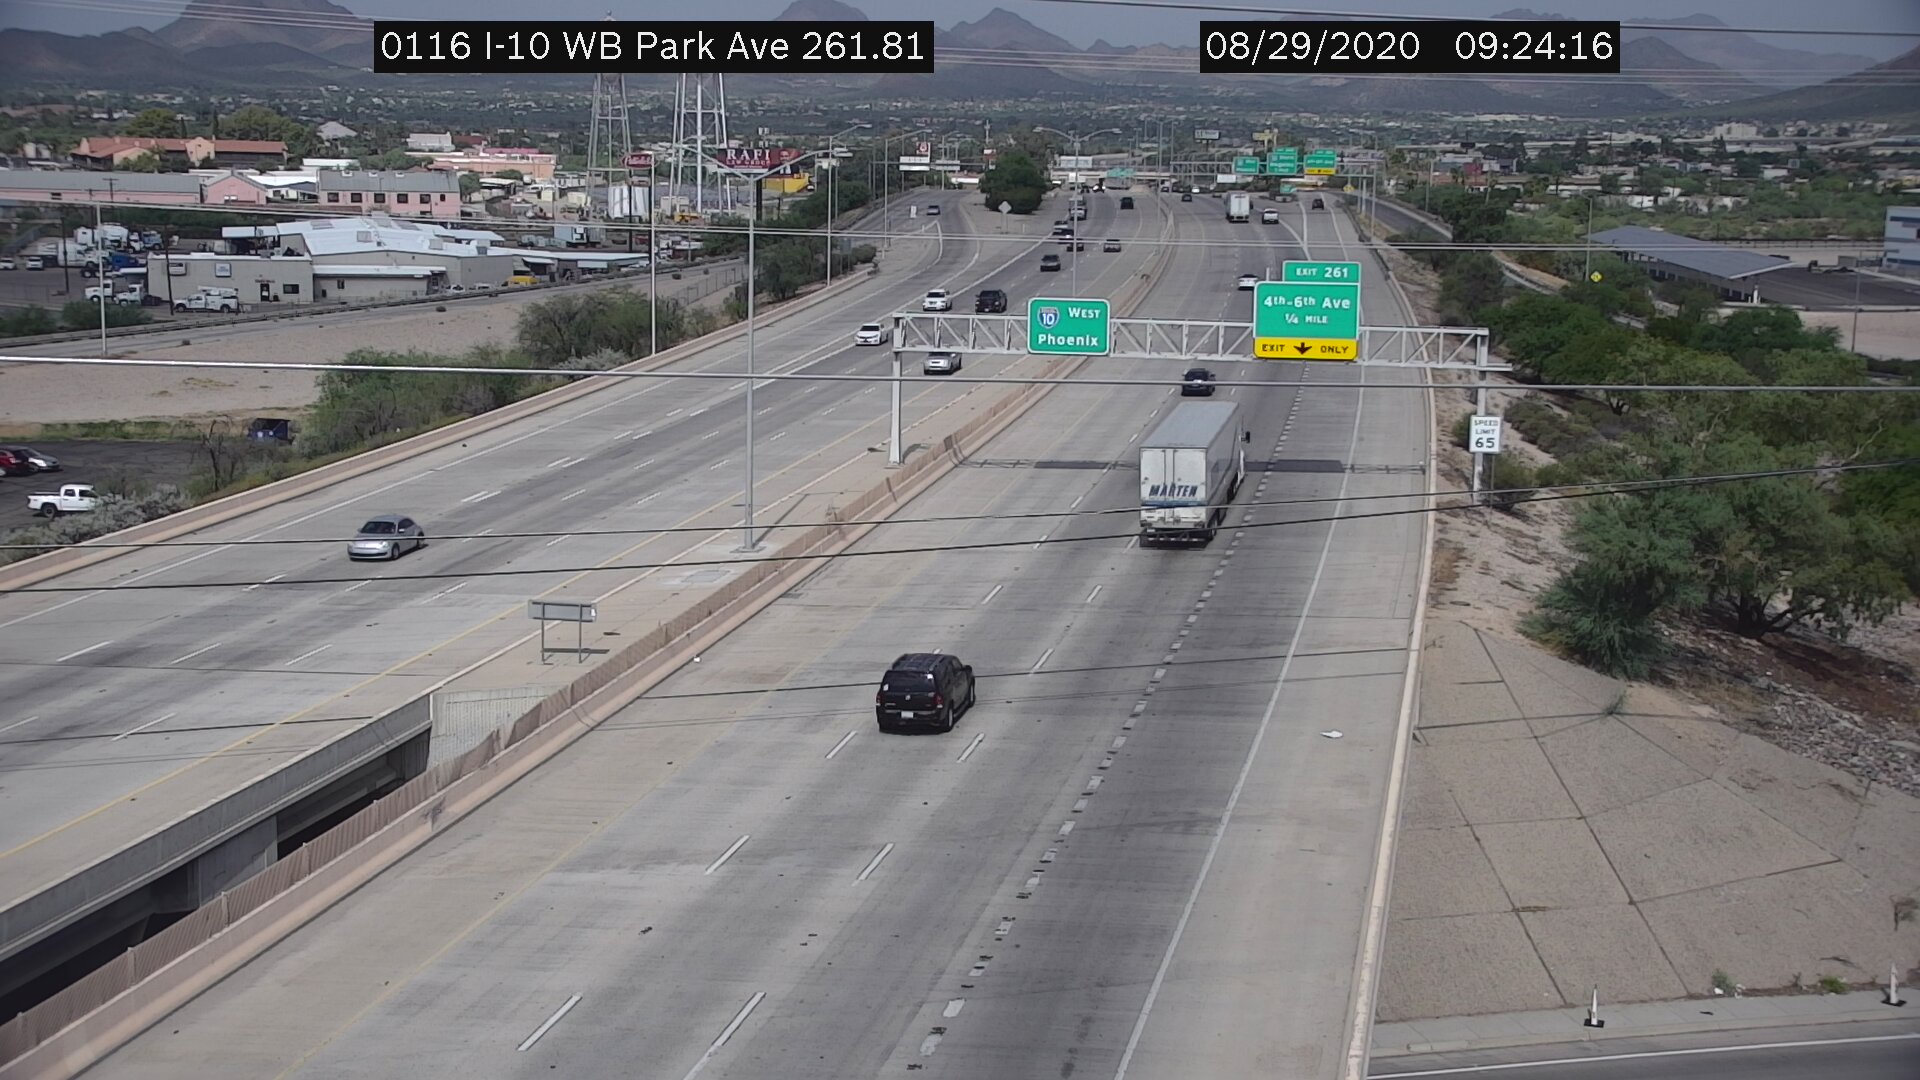 0116 I-10 WB Park Ave 261.81
08/29/2020 09:24:16
RAFI
EXIT 261
4th-6th Ave
1/4 MILE
EXIT ONLY
10 WEST
Phoenix
SPEED
LIMIT
65
MARTEN